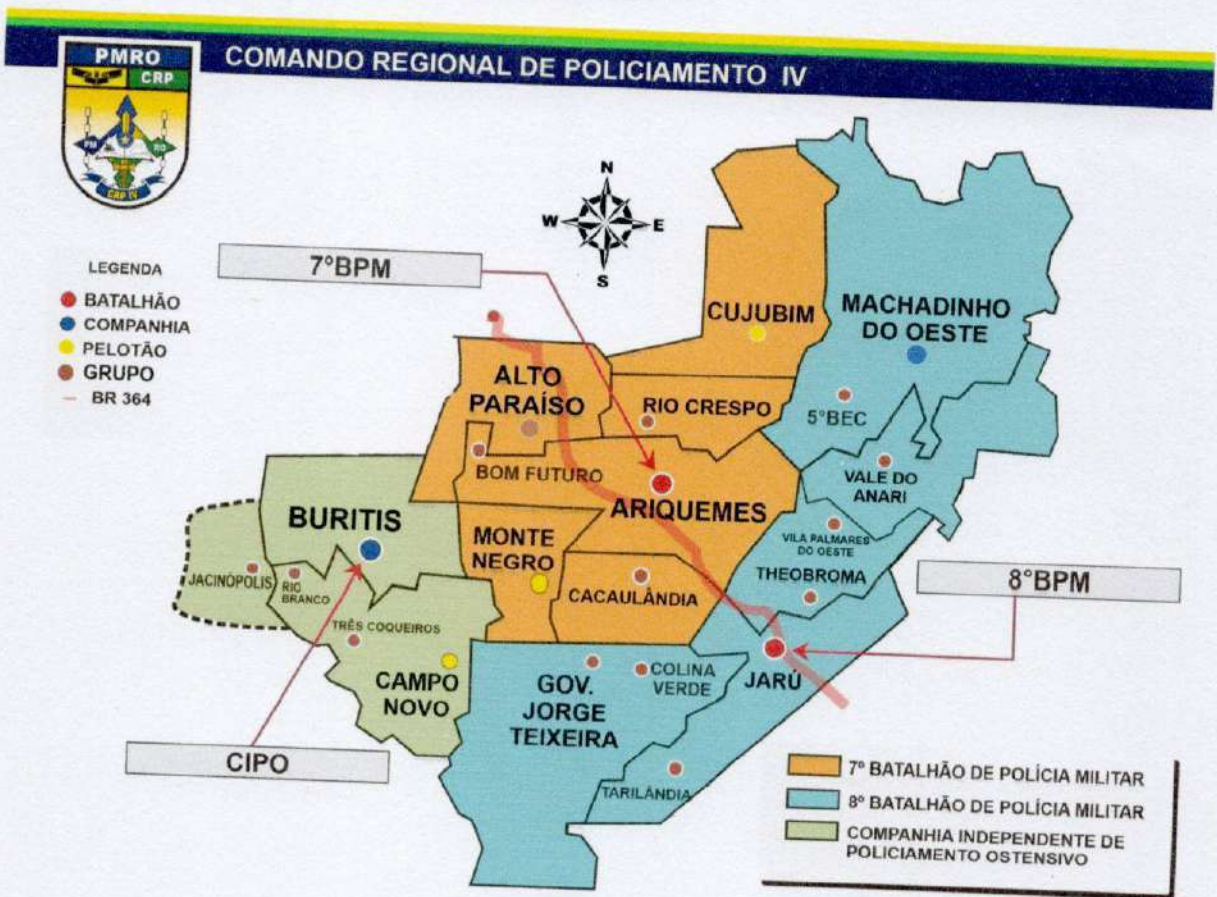 PMRO
CRP
COMANDO REGIONAL DE POLICIAMENTO IV
PM
RO
CRP IV
N
W
E
S
LEGENDA
BATALHÃO
COMPANHIA
PELOTÃO
GRUPO
BR 364
7°BPM
CUJUBIM
MACHADINHO
DO OESTE
ALTO
PARAÍSO
RIO CRESPO
5°BEC
BOM FUTURO
VALE DO
ANARI
ARIQUEMES
BURITIS
MONTE
NEGRO
VILA PALMARES
DO OESTE
THEOBROMA
8°BPM
JACINÓPOLIS
RIO
BRANCO
CACAULÂNDIA
TRÊS COQUEIROS
CAMPO
NOVO
GOV.
JORGE
TEIXEIRA
COLINA
VERDE
JARÚ
CIPO
TARILÂNDIA
7º BATALHÃO DE POLÍCIA MILITAR
8º BATALHÃO DE POLÍCIA MILITAR
COMPANHIA INDEPENDENTE DE
POLICIAMENTO OSTENSIVO